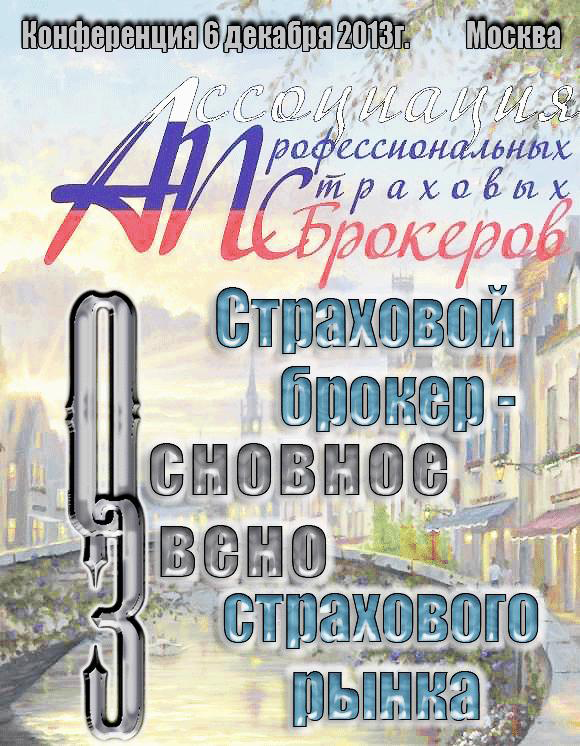 Конференция 6 декабря 2013г. Москва
Ассоциация
Профессиональных
Страховых
Брокеров
Страховой
брокер -
Основное
Звено
страхового
рынка